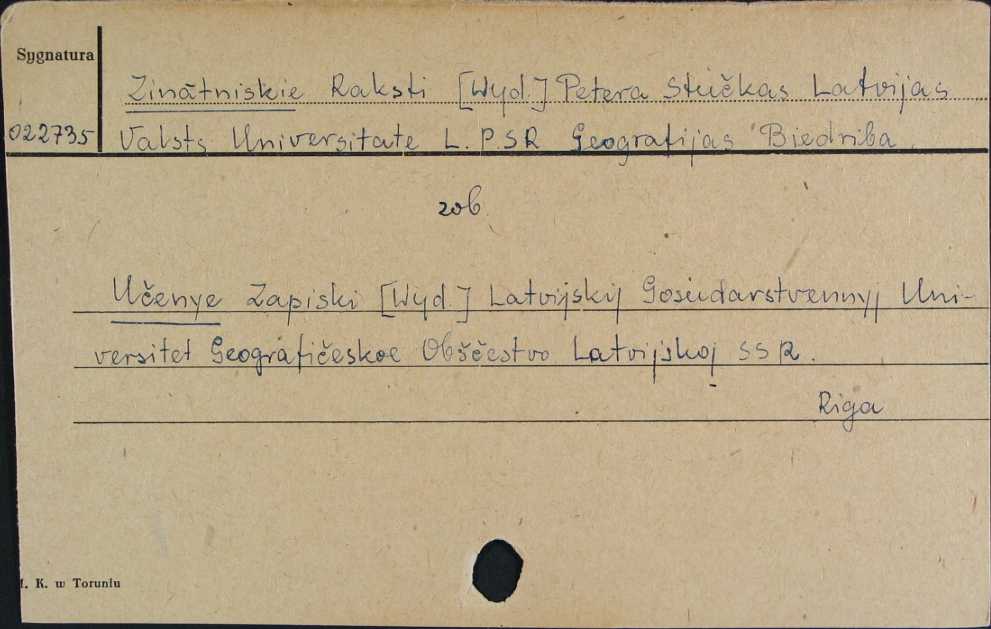 Sygnatura
Zinātniskie Raksti [Wyd.] Petera Stučkas Latvijas
022735 Valsts Universitate L.P.S.R Geografijas Biedriba.
zob.
Učenye Zapiski [Wyd.] Latvijskij Gosudarstvennyj Uni-
versitet Geografičeskoe Obščestvo Latvijskoj SSR.
Riga
K. w Toruniu